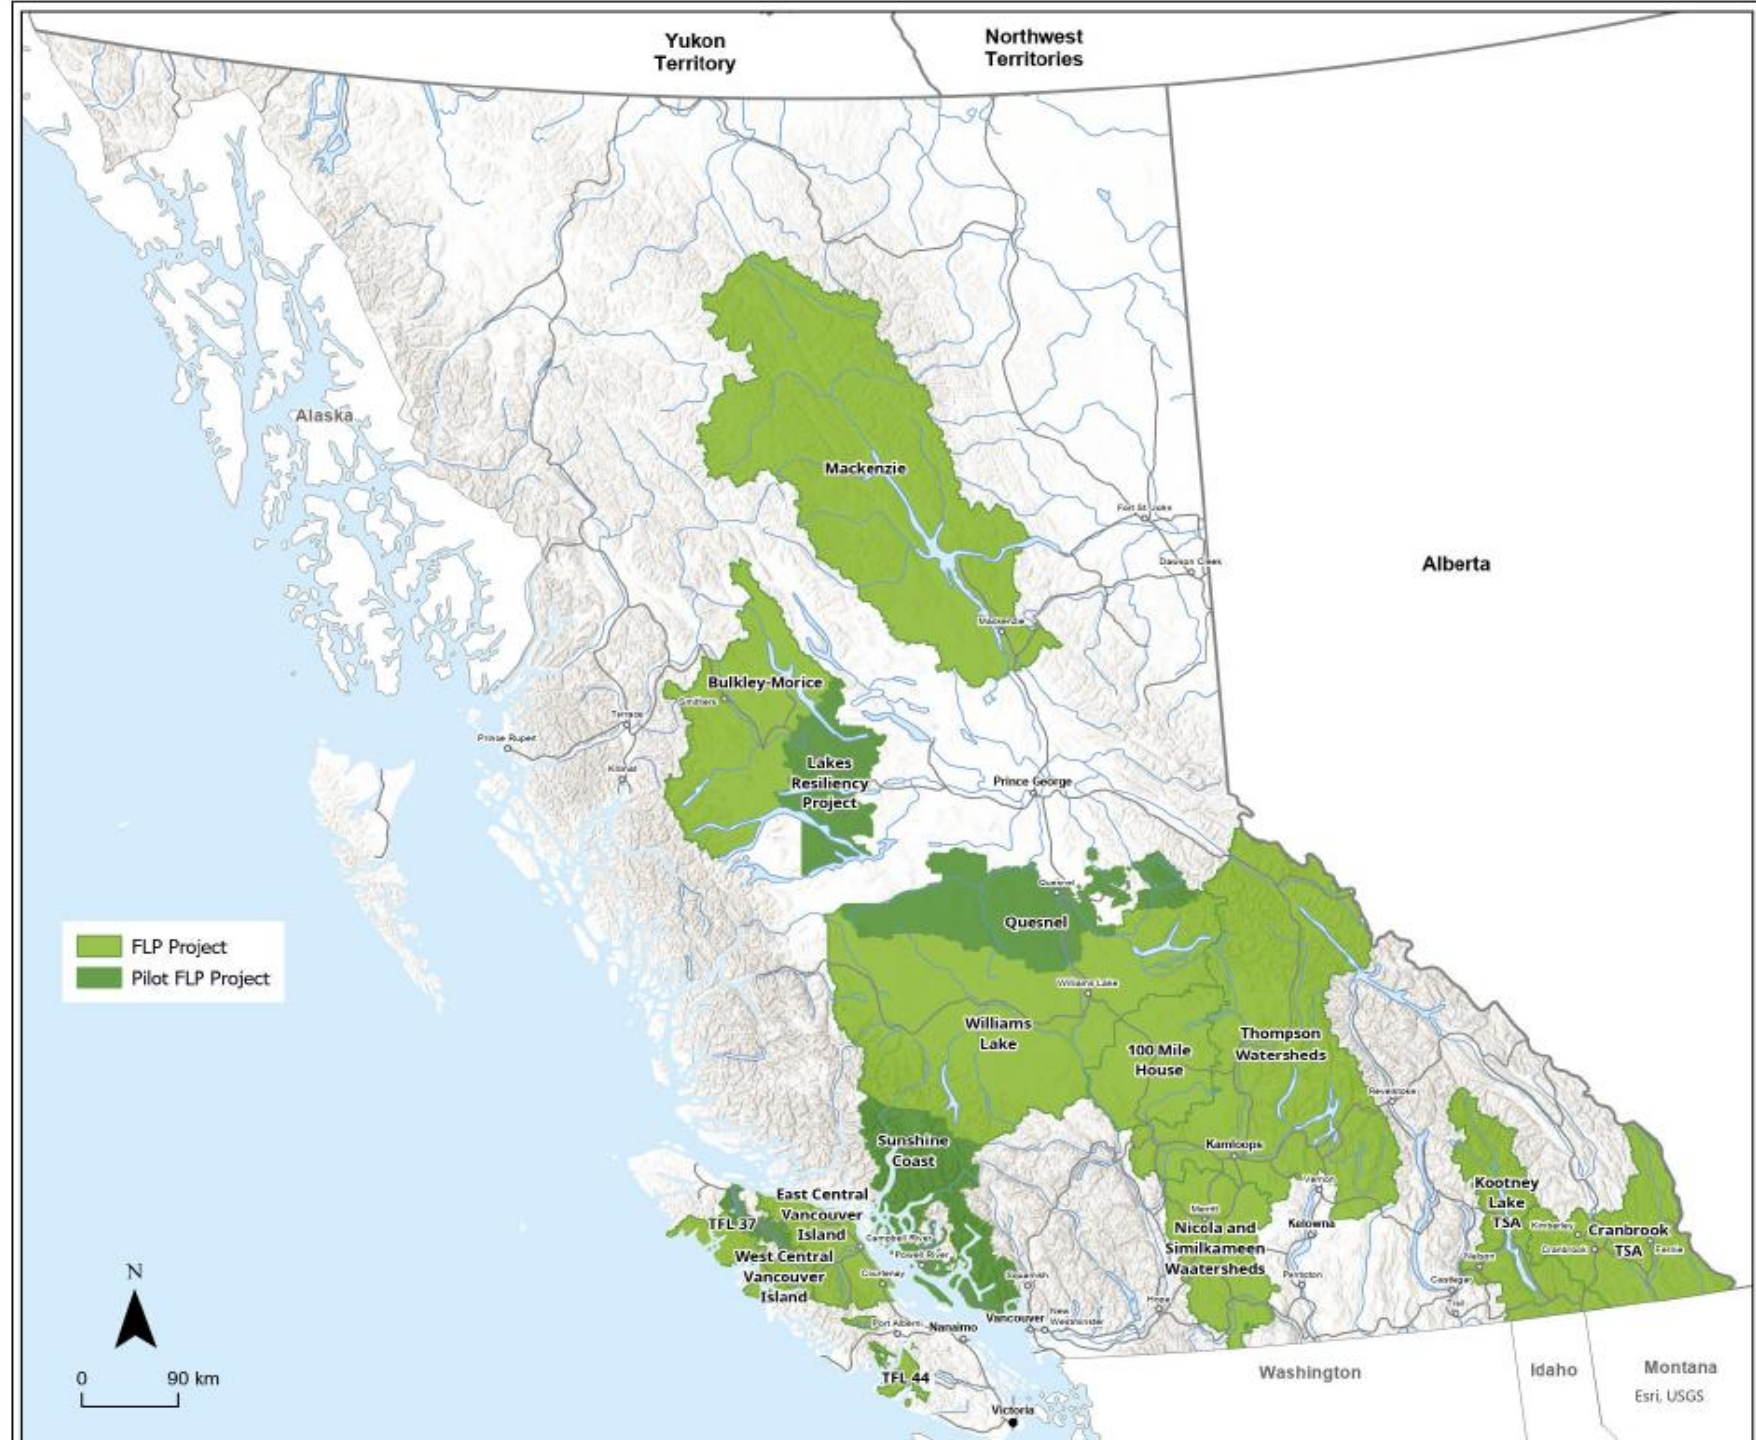 Yukon
Territory
Northwest
Territories
Alaska
Mackenzie
Fort St. John
Dawson Creek
Alberta
Mackenzie
Bulkley-Morice
Smithers
Terrace
Prince Rupert
Kitimat
Lakes
Resiliency
Project
Prince George
Quesnel
Quesnel
FLP Project
Pilot FLP Project
Williams Lake
Williams
Lake
100 Mile
House
Thompson
Watersheds
Revelstoke
Sunshine
Coast
Kamloops
Kootney
Lake
TSA
East Central
Vancouver
Island
TFL 37
Vernon
Merritt
Nicola and
Similkameen
Waatersheds
Kelowna
Kimberley
Cranbrook
TSA
Cranbrook
Fernie
Campbell River
Powell River
West Central
Vancouver
Island
Courtenay
Squamish
Penticton
Nelson
Castlegar
Trail
Hope
N
Port Alberni
Nanaimo
Vancouver
New
Westminster
0 90 km
TFL 44
Victoria
Washington
Idaho
Montana
Esri, USGS